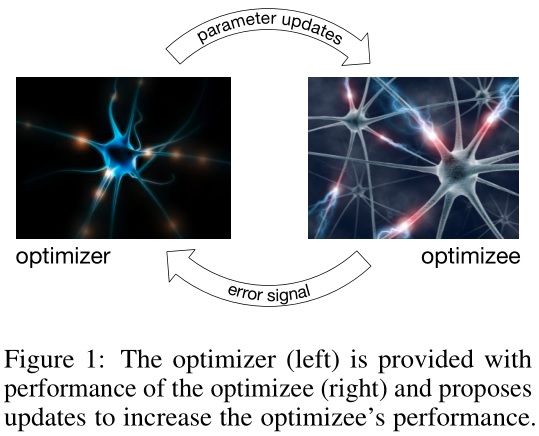 parameter updates
optimizer
optimizee
error signal
Figure 1: The optimizer (left) is provided with
performance of the optimizee (right) and proposes
updates to increase the optimizee's performance.